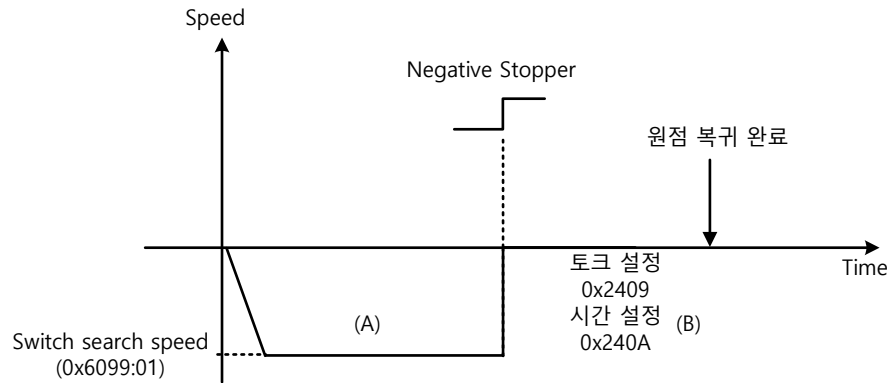 Speed
Negative Stopper
원점 복귀 완료
Time
토크 설정
0x2409
시간 설정
0x240A
(A)
(B)
Switch search speed
(0x6099:01)